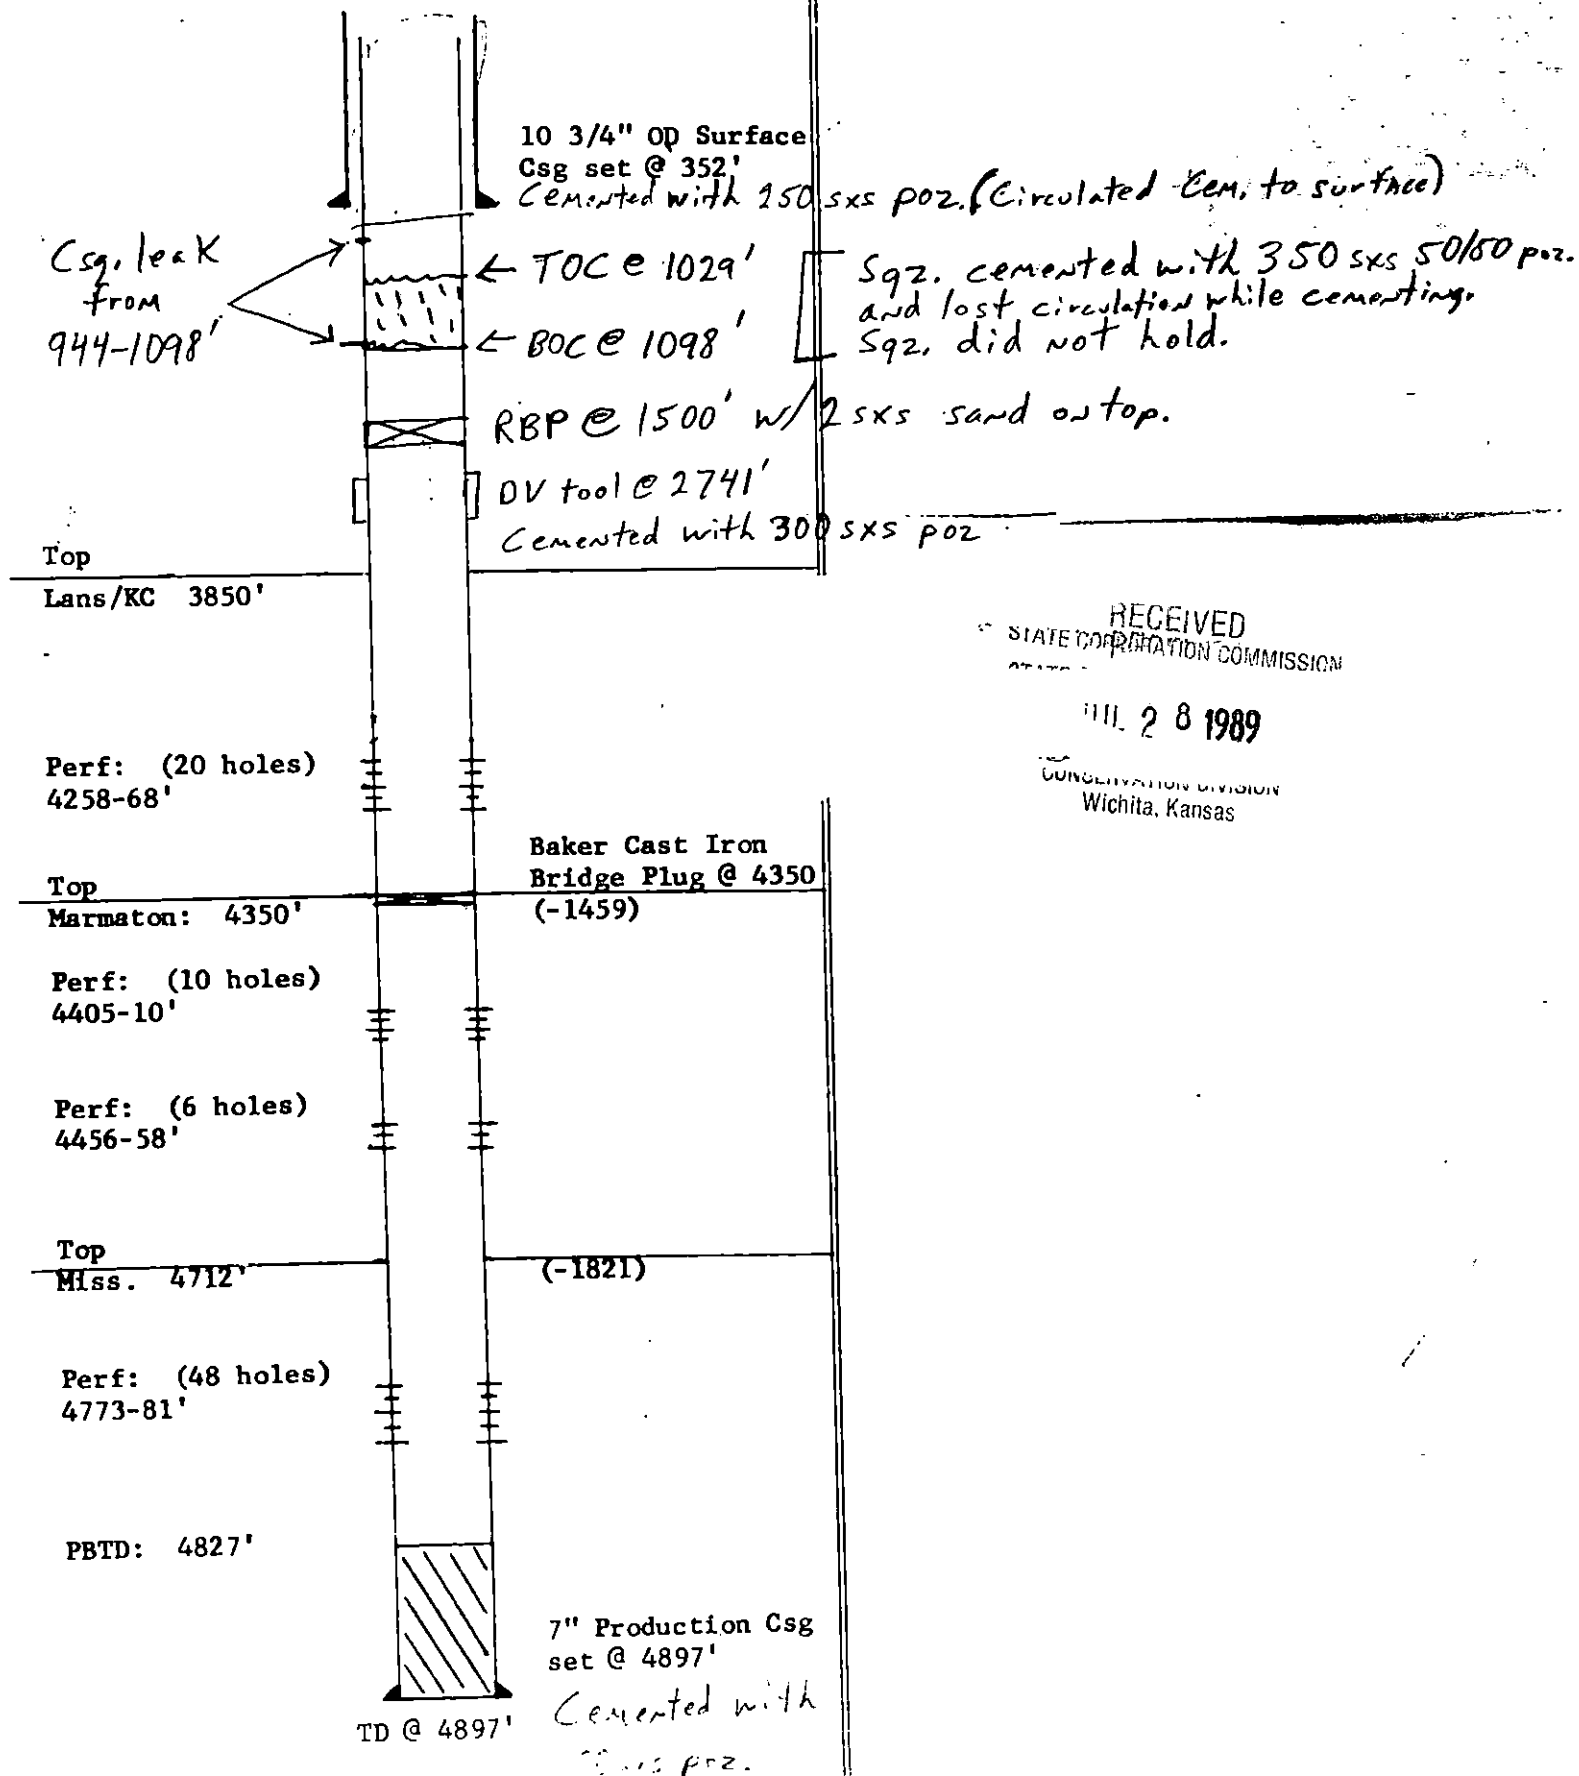 10 3/4" OD Surface
Csg set @ 352'
Cemented with 250 sxs poz. (Circulated Cem. to surface)
Csg. leak
from
944-1098'
← TOC @ 1029'
← BOC @ 1098'
Sqz. cemented with 350 sxs 50/50 poz.
and lost circulation while cementing.
Sqz. did not hold.
RBP @ 1500' w/ 2 sxs sand on top.
DV tool @ 2741'
Cemented with 300 sxs poz
Top
Lans/KC 3850'
RECEIVED
STATE CORPORATION COMMISSION
2 8 1989
CONSERVATION DIVISION
Wichita, Kansas
Perf: (20 holes)
4258-68'
Baker Cast Iron
Bridge Plug @ 4350
(-1459)
Top
Marmaton: 4350'
Perf: (10 holes)
4405-10'
Perf: (6 holes)
4456-58'
Top
Miss. 4712'
(-1821)
Perf: (48 holes)
4773-81'
PBTD: 4827'
7" Production Csg
set @ 4897'
Cemented with
poz.
TD @ 4897'